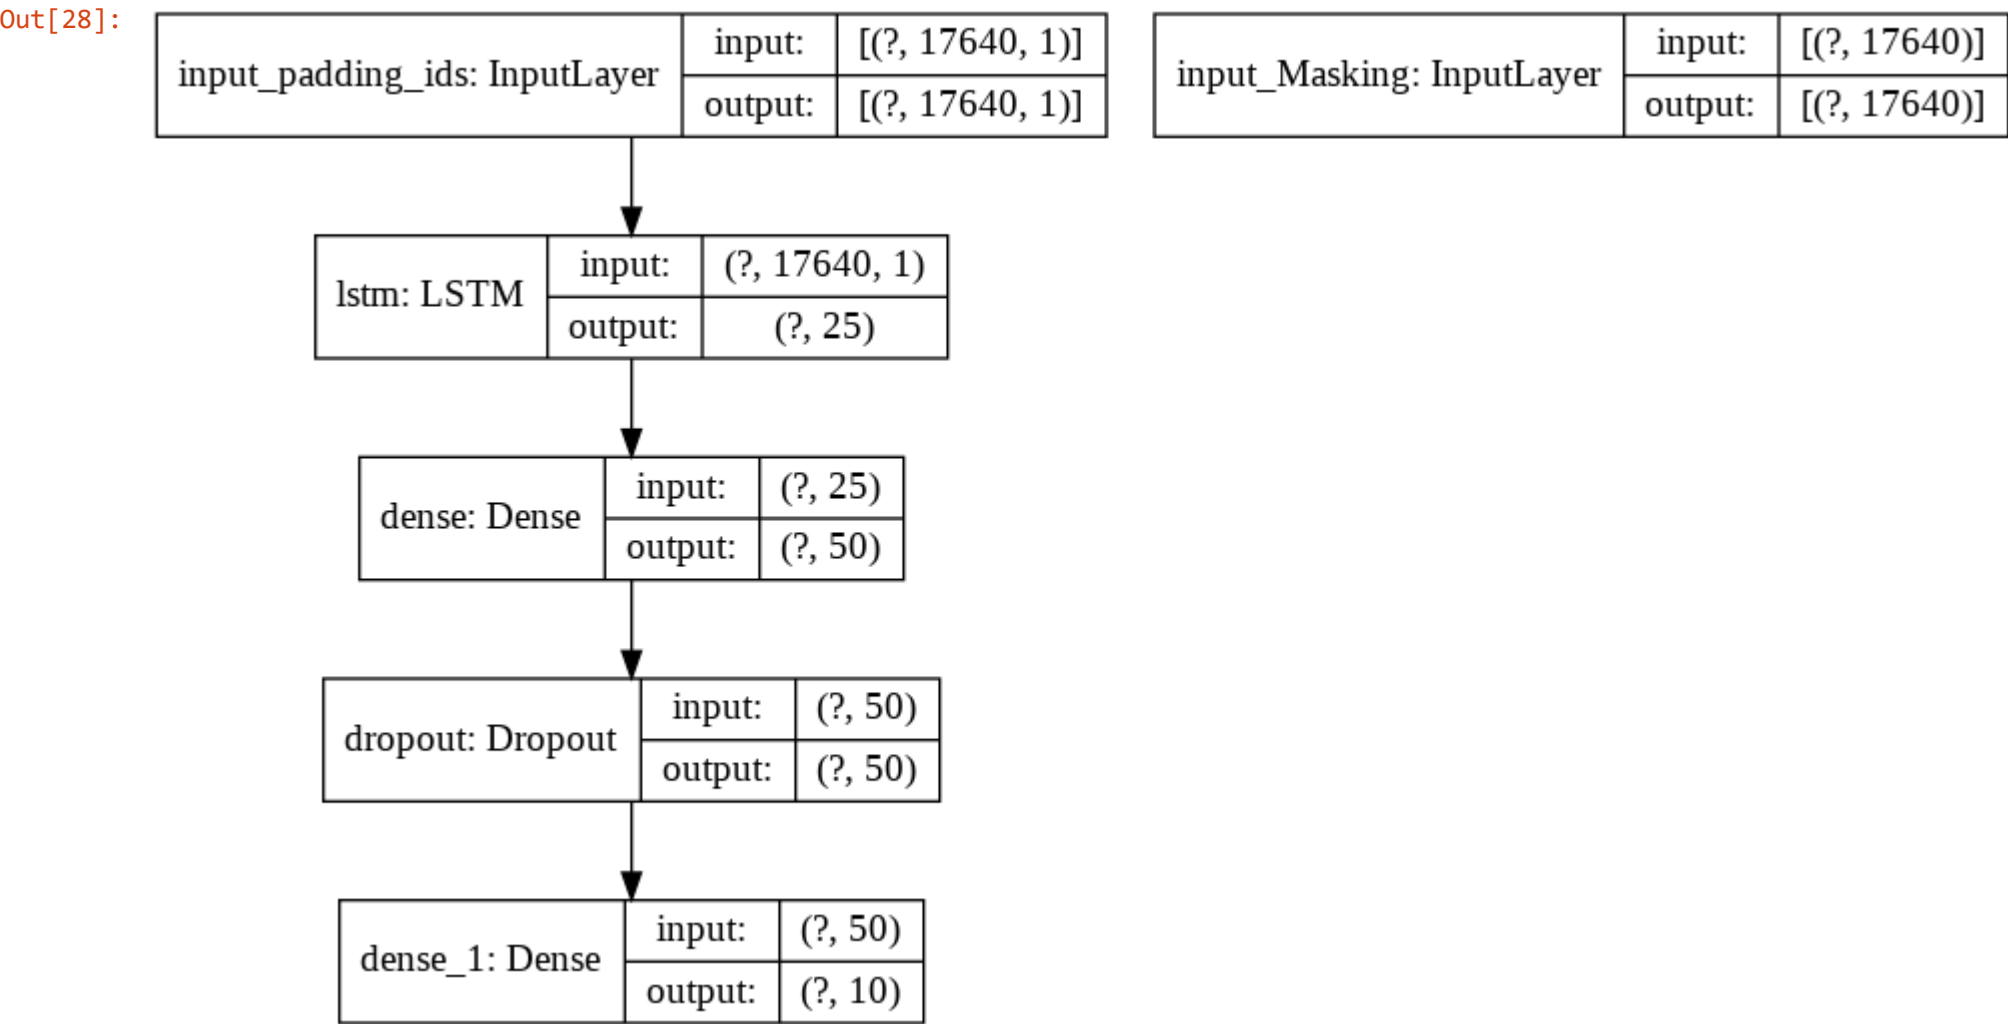 Out[28]:
input_padding_ids: InputLayer
input:
[(?, 17640, 1)]
output:
[(?, 17640, 1)]
input_Masking: InputLayer
input:
[(?, 17640)]
output:
[(?, 17640)]
lstm: LSTM
input:
(?, 17640, 1)
output:
(?, 25)
dense: Dense
input:
(?, 25)
output:
(?, 50)
dropout: Dropout
input:
(?, 50)
output:
(?, 50)
dense_1: Dense
input:
(?, 50)
output:
(?, 10)